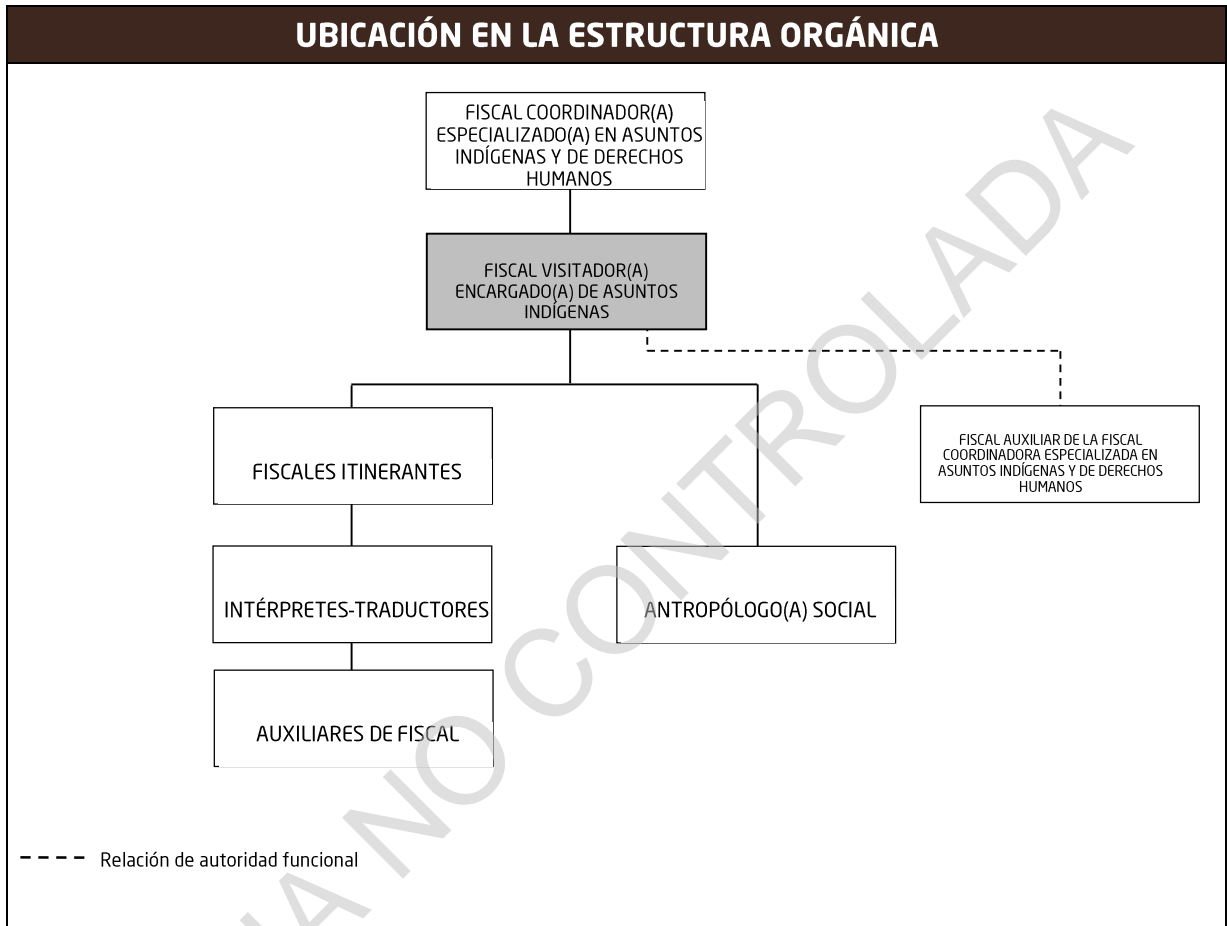 UBICACIÓN EN LA ESTRUCTURA ORGÁNICA
FISCAL COORDINADOR(A)
ESPECIALIZADO(A) EN ASUNTOS
INDÍGENAS Y DE DERECHOS
HUMANOS
FISCAL VISITADOR(A)
ENCARGADO(A) DE ASUNTOS
INDÍGENAS
FISCALES ITINERANTES
FISCAL AUXILIAR DE LA FISCAL
COORDINADORA ESPECIALIZADA EN
ASUNTOS INDÍGENAS Y DE DERECHOS
HUMANOS
INTÉRPRETES-TRADUCTORES
ANTROPÓLOGO(A) SOCIAL
AUXILIARES DE FISCAL
Relación de autoridad funcional
NO CONTROLADA